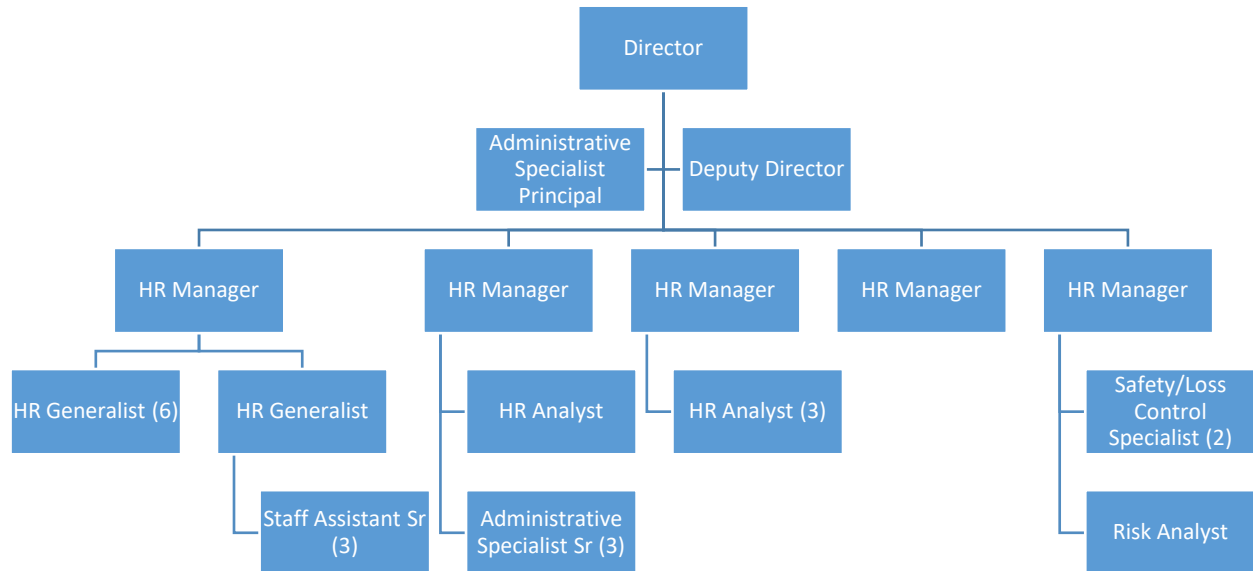 Director
Administrative
Specialist
Principal
Deputy Director
HR Manager
HR Manager
HR Manager
HR Manager
HR Manager
HR Generalist (6)
HR Generalist
HR Analyst
HR Analyst (3)
Safety/Loss
Control
Specialist (2)
Staff Assistant Sr
(3)
Administrative
Specialist Sr (3)
Risk Analyst